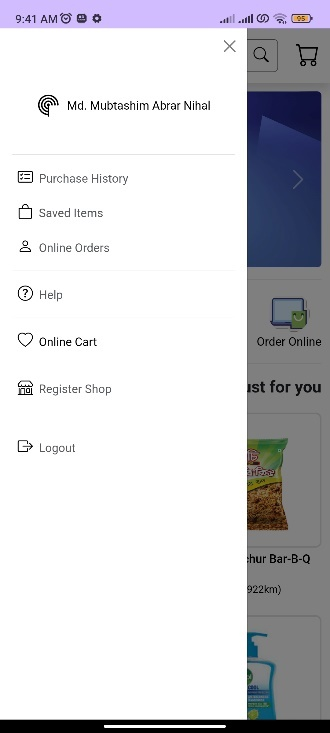 9:41 AM
95
Md. Mubtashim Abrar Nihal
Purchase History
Saved Items
Online Orders
Help
Online Cart
Register Shop
Logout
Order Online
ust for you
chur Bar-B-Q
922km)